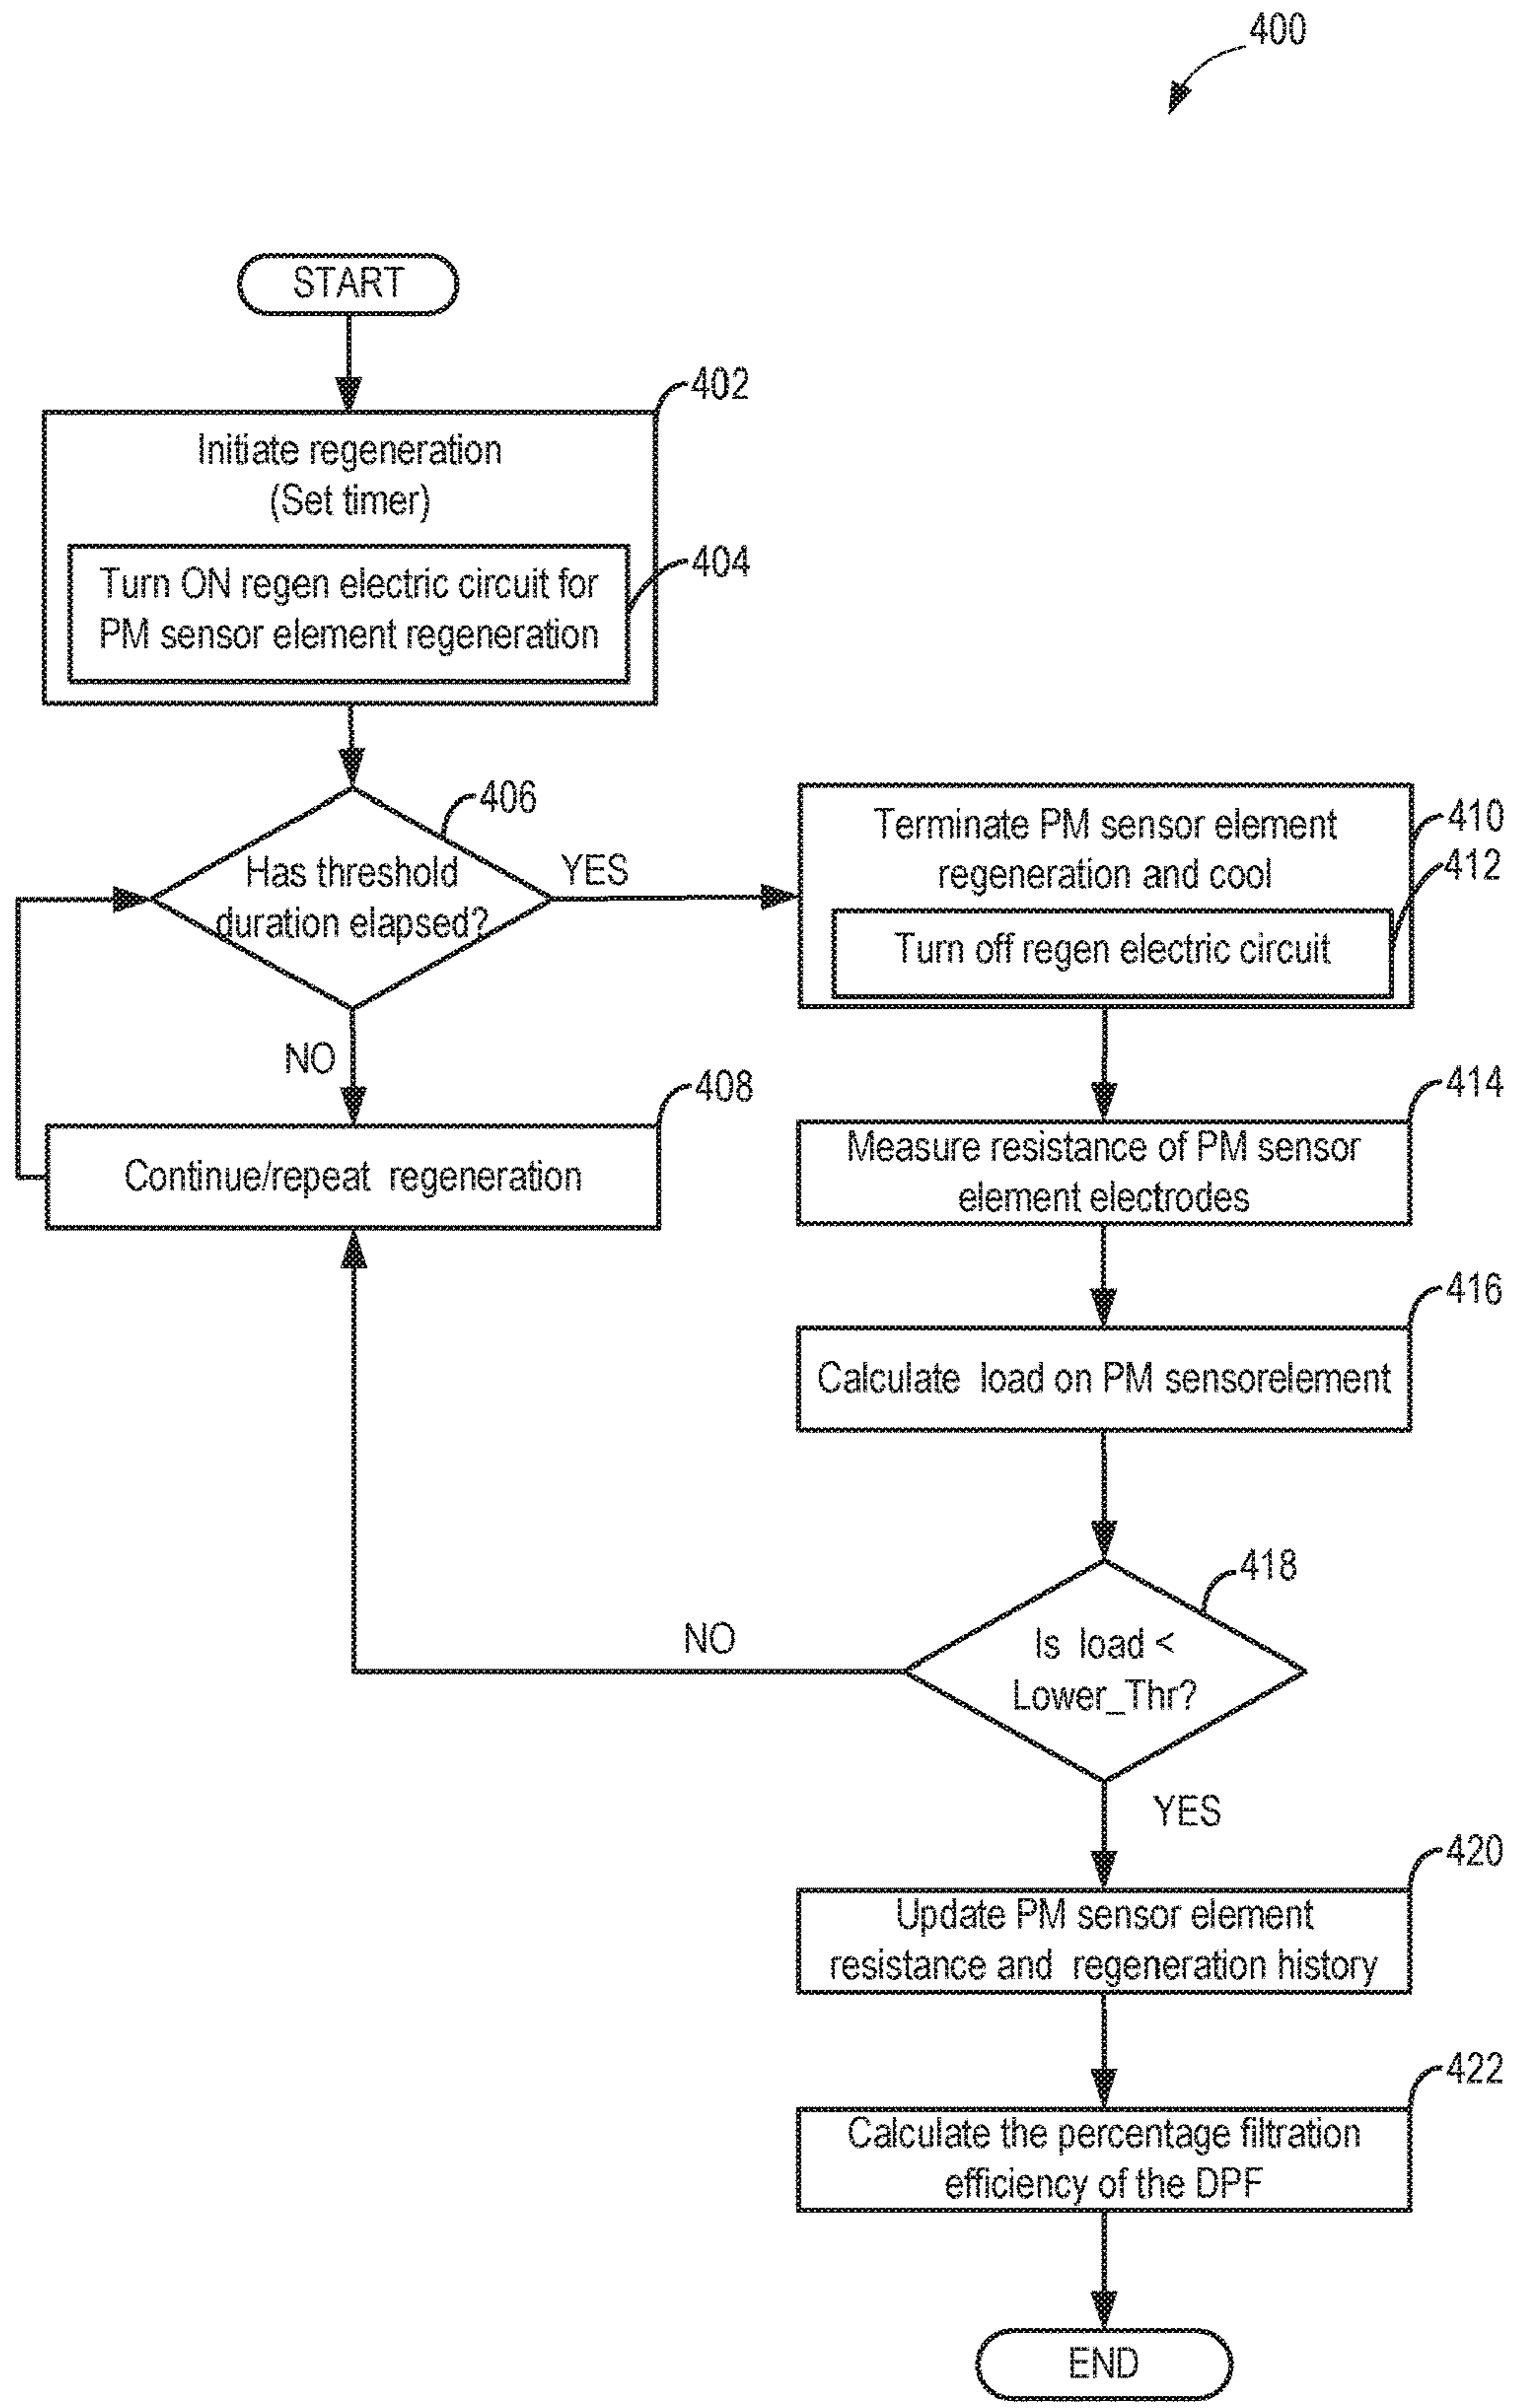 400
START
402
Initiate regeneration
(Set timer)
404
Turn ON regen electric circuit for
PM sensor element regeneration
406
Has threshold
duration elapsed?
YES
NO
408
Continue/repeat regeneration
410
Terminate PM sensor element
regeneration and cool
412
Turn off regen electric circuit
414
Measure resistance of PM sensor
element electrodes
416
Calculate load on PM sensorelement
418
Is load <
Lower_Thr?
NO
YES
420
Update PM sensor element
resistance and regeneration history
422
Calculate the percentage filtration
efficiency of the DPF
END